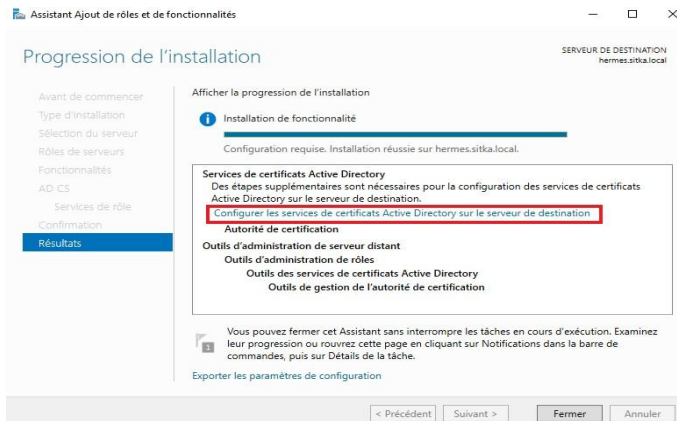 Assistant Ajout de rôles et de fonctionnalités
Progression de l'installation
SERVEUR DE DESTINATION
hermes.sitka.local
Avant de commencer
Type d'installation
Sélection du serveur
Rôles de serveurs
Fonctionnalités
AD CS
Services de rôle
Confirmation
Résultats
Afficher la progression de l'installation
Installation de fonctionnalité
Configuration requise. Installation réussie sur hermes.sitka.local.
Services de certificats Active Directory
Des étapes supplémentaires sont nécessaires pour la configuration des services de certificats
Active Directory sur le serveur de destination.
Configurer les services de certificats Active Directory sur le serveur de destination
Autorité de certification
Outils d'administration de serveur distant
Outils d'administration de rôles
Outils des services de certificats Active Directory
Outils de gestion de l'autorité de certification
1
Vous pouvez fermer cet Assistant sans interrompre les tâches en cours d'exécution. Examinez
leur progression ou rouvrez cette page en cliquant sur Notifications dans la barre de
commandes, puis sur Détails de la tâche.
Exporter les paramètres de configuration
< Précédent
Suivant >
Fermer
Annuler